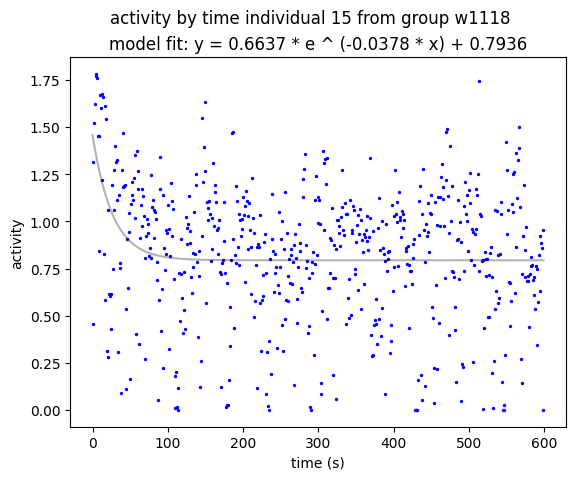 activity by time individual 15 from group w1118
model fit: y = 0.6637 * e ^ (-0.0378 * x) + 0.7936
1.75
1.50
1.25
1.00
0.75
0.50
0.25
0.00
activity
0 100 200 300 400 500 600
time (s)